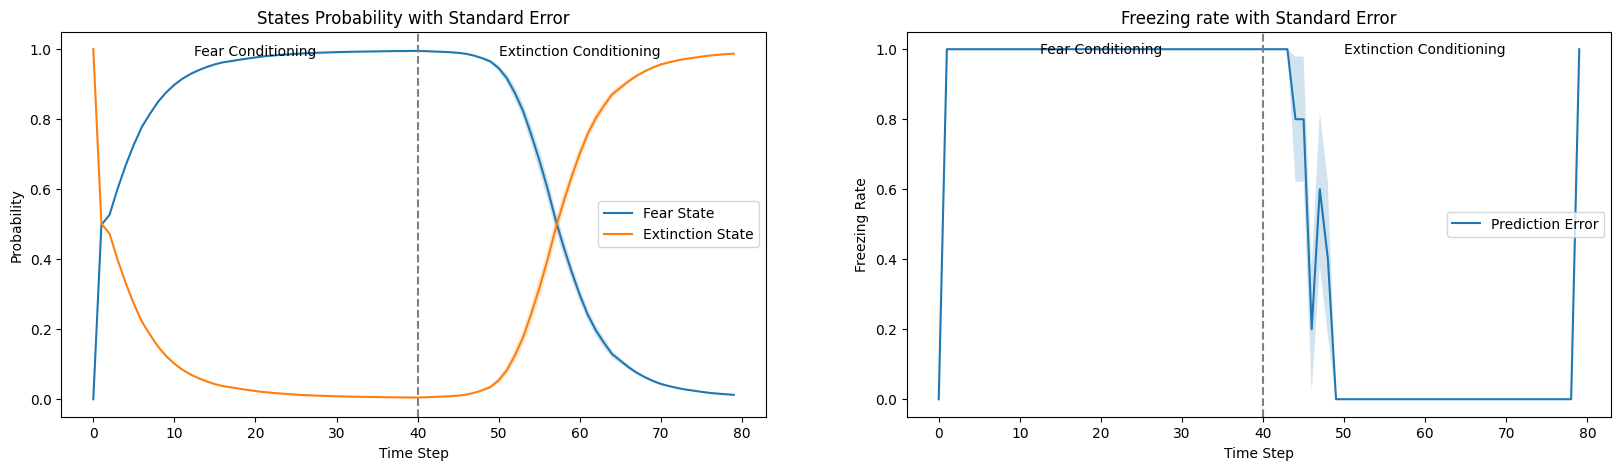 States Probability with Standard Error
Fear Conditioning
Extinction Conditioning
Probability
1.0
0.8
0.6
0.4
0.2
0.0
Fear State
Extinction State
0 10 20 30 40 50 60 70 80
Time Step
Freezing rate with Standard Error
Fear Conditioning
Extinction Conditioning
Freezing Rate
1.0
0.8
0.6
0.4
0.2
0.0
Prediction Error
0 10 20 30 40 50 60 70 80
Time Step